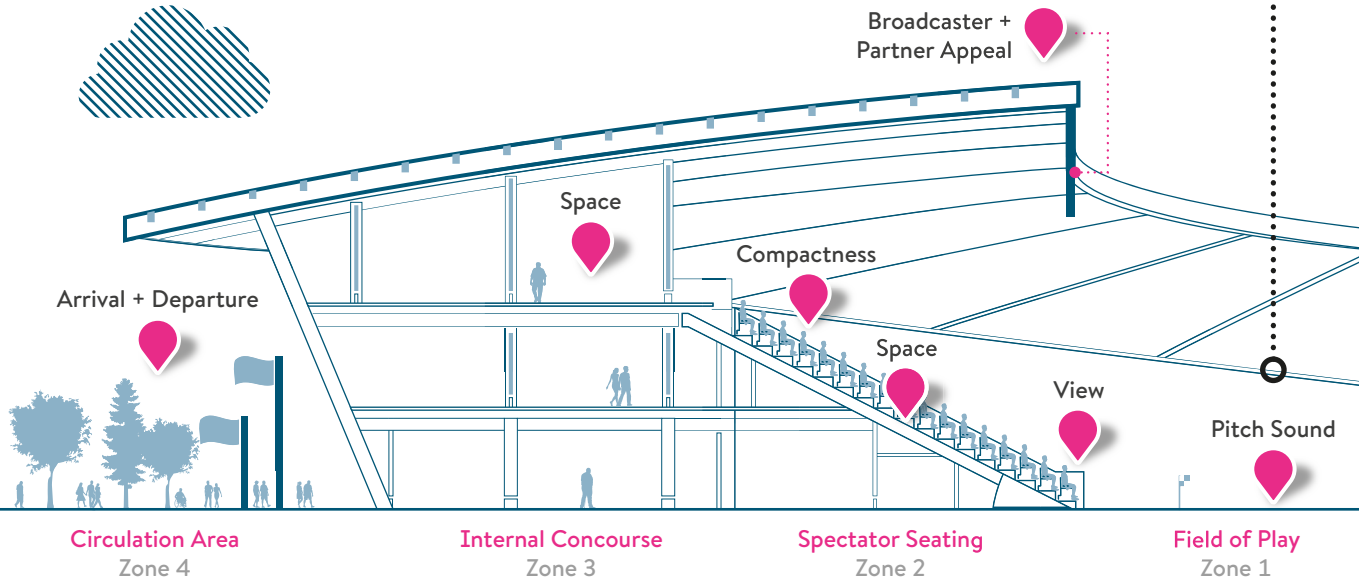 Broadcaster +
Partner Appeal
Space
Compactness
Arrival + Departure
Space
View
Pitch Sound
Circulation Area
Zone 4
Internal Concourse
Zone 3
Spectator Seating
Zone 2
Field of Play
Zone 1